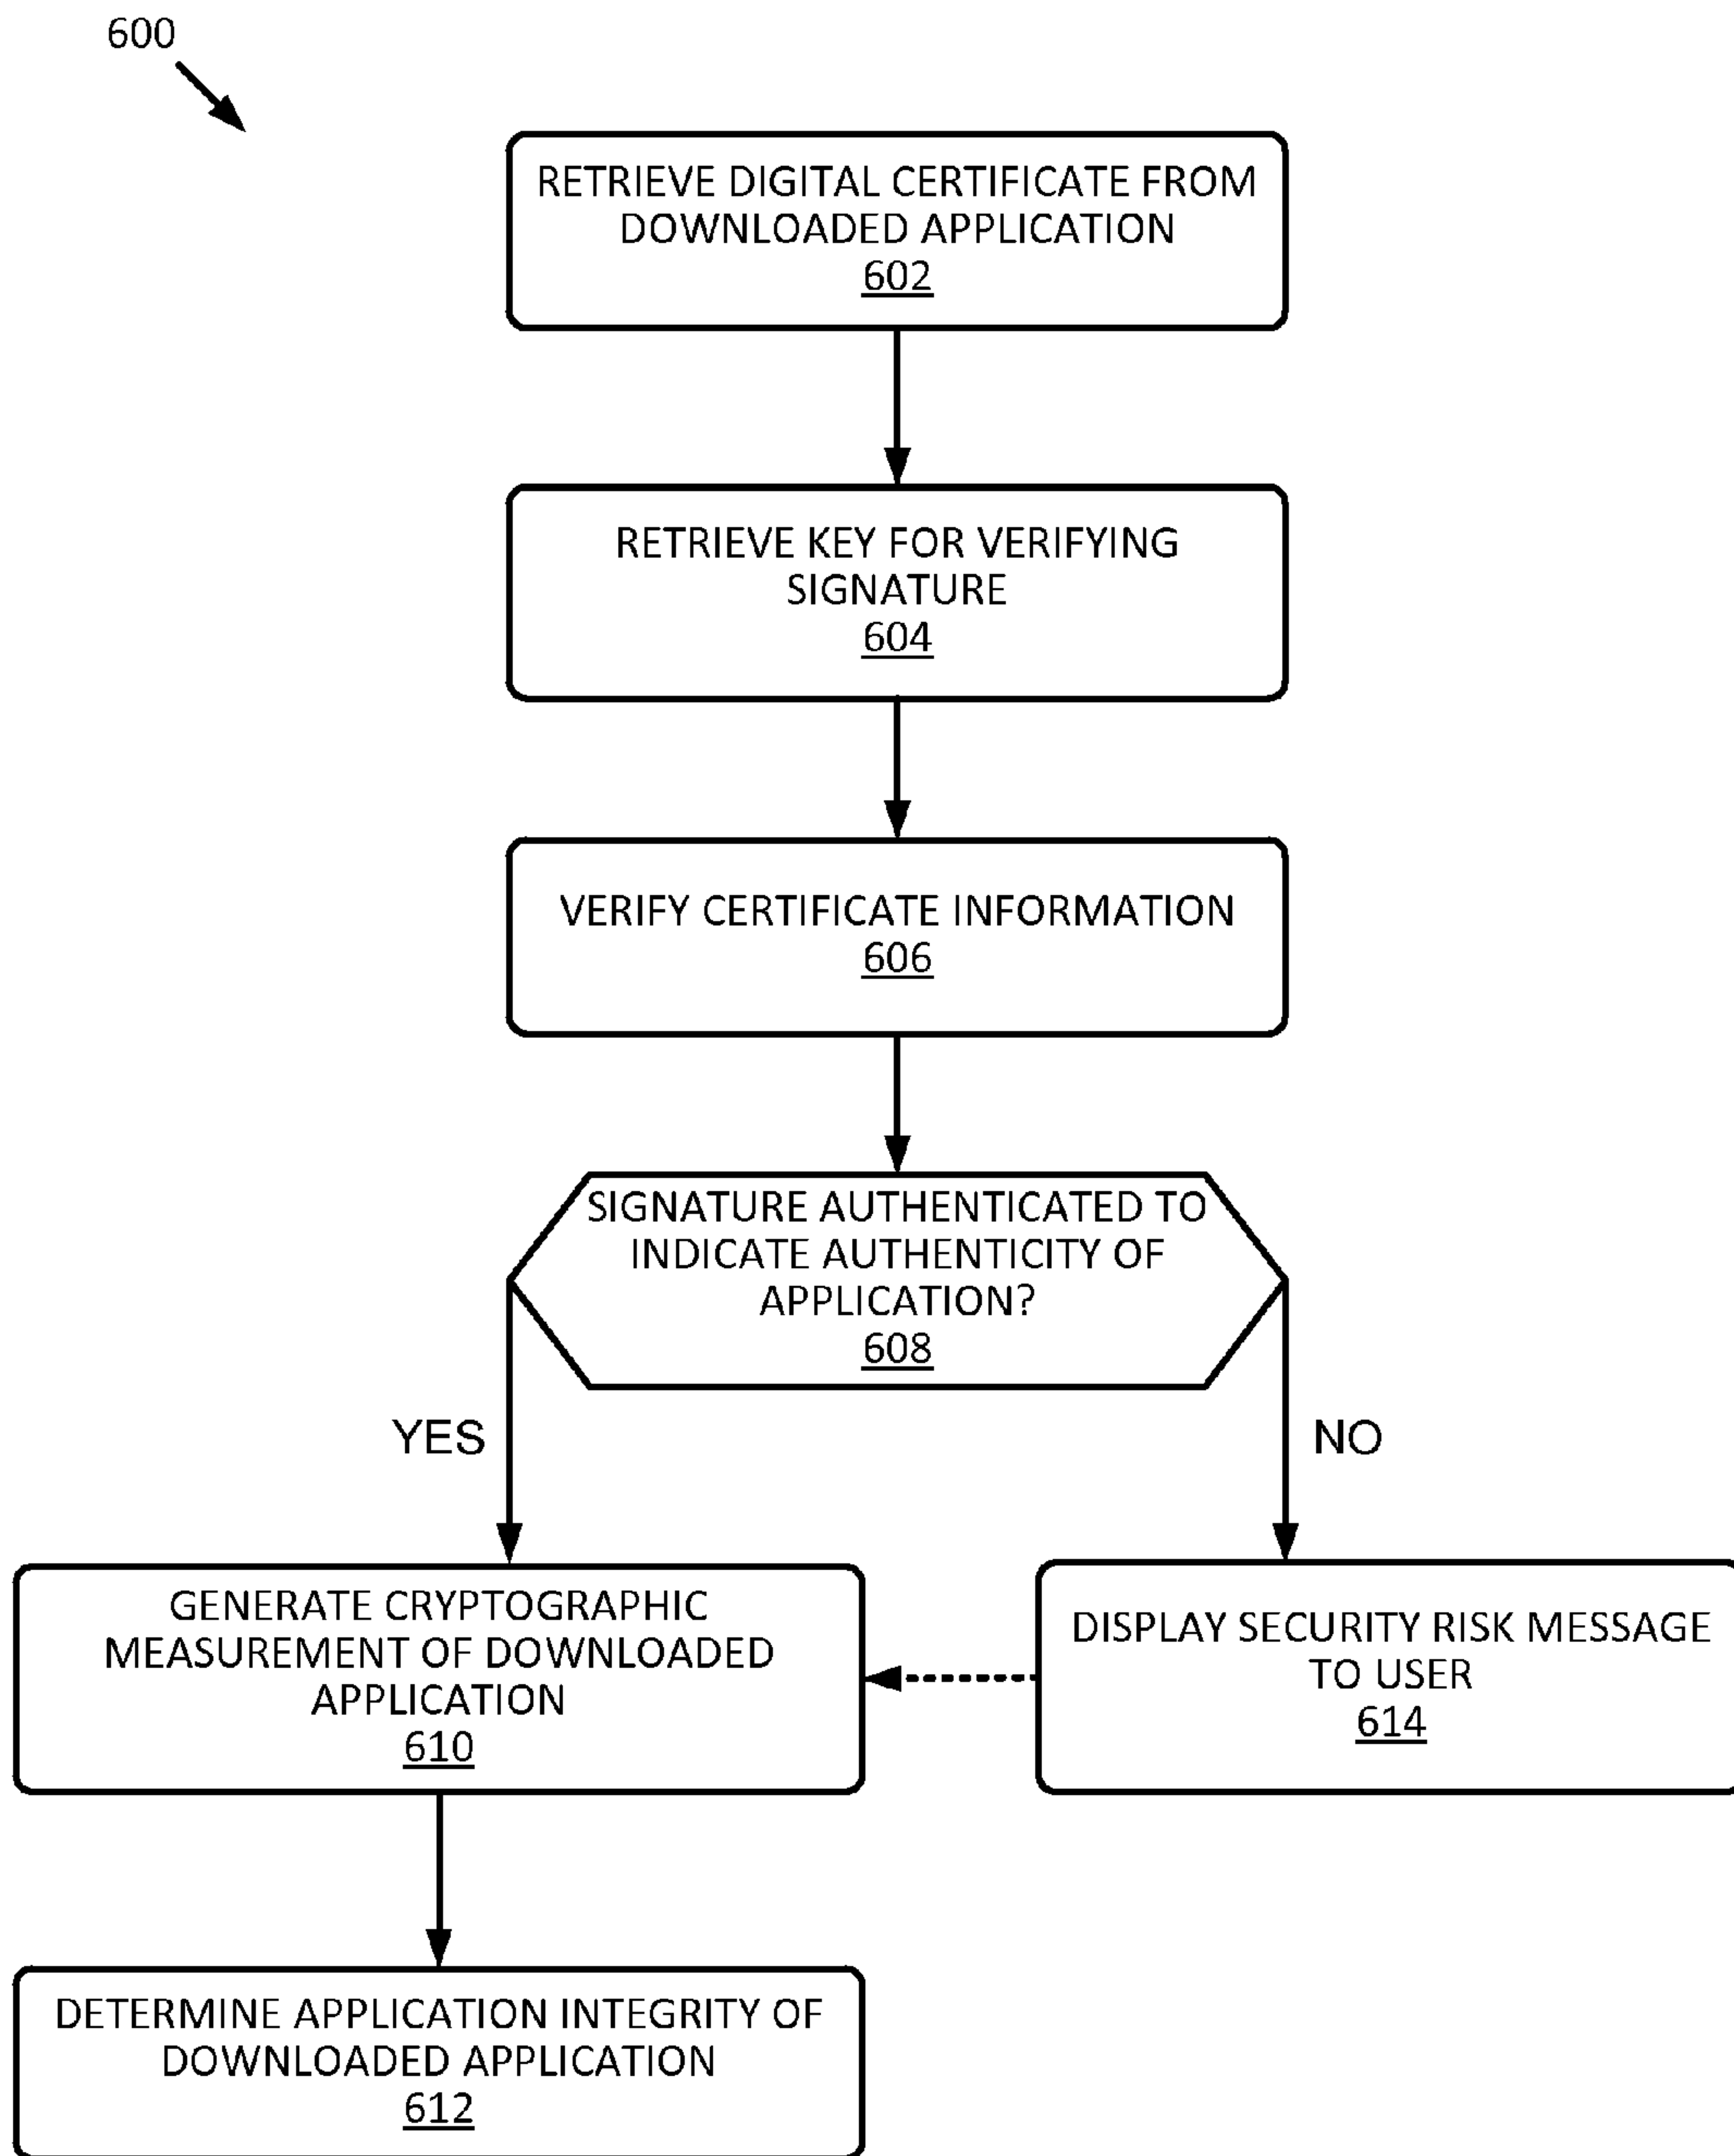 600
RETRIEVE DIGITAL CERTIFICATE FROM
DOWNLOADED APPLICATION
602
RETRIEVE KEY FOR VERIFYING
SIGNATURE
604
VERIFY CERTIFICATE INFORMATION
606
SIGNATURE AUTHENTICATED TO
INDICATE AUTHENTICITY OF
APPLICATION?
608
YES
NO
GENERATE CRYPTOGRAPHIC
MEASUREMENT OF DOWNLOADED
APPLICATION
610
DISPLAY SECURITY RISK MESSAGE
TO USER
614
DETERMINE APPLICATION INTEGRITY OF
DOWNLOADED APPLICATION
612